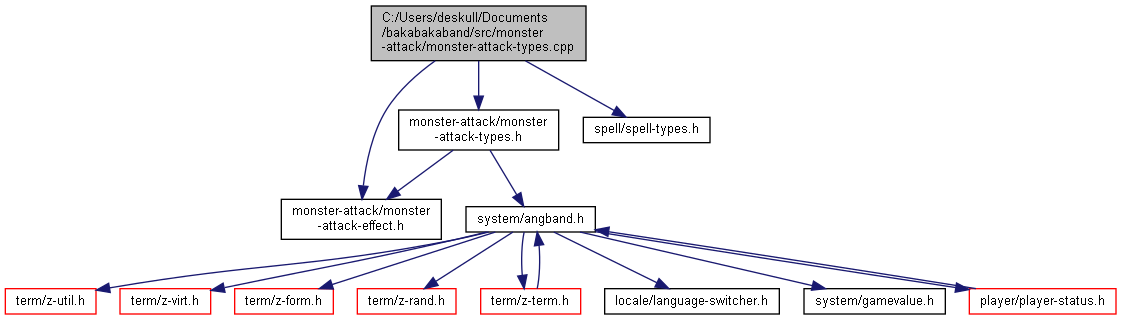 C:/Users/deskull/Documents
/bakabakaband/src/monster
-attack/monster-attack-types.cpp
monster-attack/monster
-attack-types.h
spell/spell-types.h
monster-attack/monster
-attack-effect.h
system/angband.h
term/z-util.h
term/z-virt.h
term/z-form.h
term/z-rand.h
term/z-term.h
locale/language-switcher.h
system/gamevalue.h
player/player-status.h